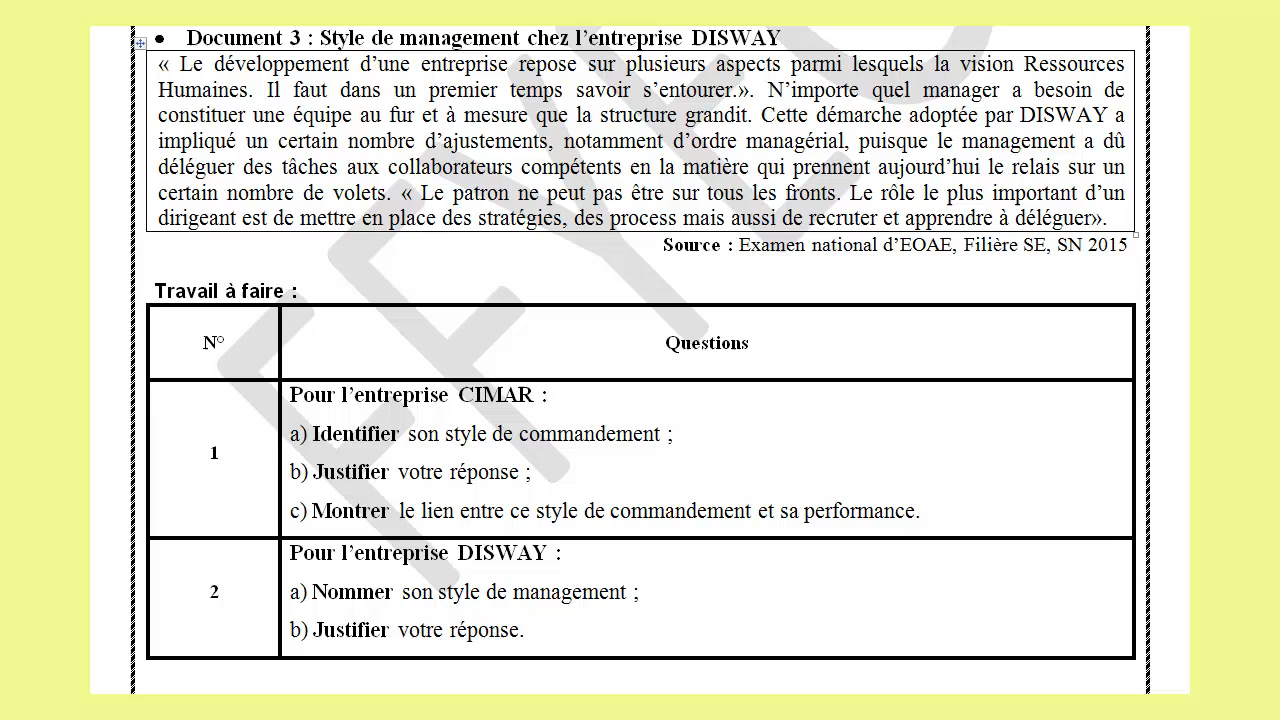 • Document 3 : Style de management chez l’entreprise DISWAY
« Le développement d’une entreprise repose sur plusieurs aspects parmi lesquels la vision Ressources
Humaines. Il faut dans un premier temps savoir s’entourer.». N’importe quel manager a besoin de
constituer une équipe au fur et à mesure que la structure grandit. Cette démarche adoptée par DISWAY a
impliqué un certain nombre d’ajustements, notamment d’ordre managérial, puisque le management a dû
déléguer des tâches aux collaborateurs compétents en la matière qui prennent aujourd’hui le relais sur un
certain nombre de volets. « Le patron ne peut pas être sur tous les fronts. Le rôle le plus important d’un
dirigeant est de mettre en place des stratégies, des process mais aussi de recruter et apprendre à déléguer».
Source : Examen national d’EOAE, Filière SE, SN 2015
Travail à faire :
N° Questions
Pour l’entreprise CIMAR :
a) Identifier son style de commandement ;
1
b) Justifier votre réponse ;
c) Montrer le lien entre ce style de commandement et sa performance.
Pour l’entreprise DISWAY :
2 a) Nommer son style de management ;
b) Justifier votre réponse.